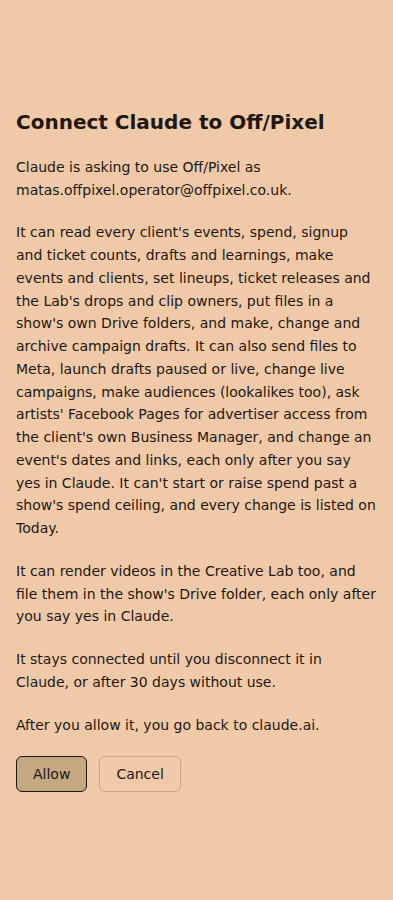 Connect Claude to Off/Pixel
Claude is asking to use Off/Pixel as
matas.offpixel.operator@offpixel.co.uk.
It can read every client's events, spend, signup
and ticket counts, drafts and learnings, make
events and clients, set lineups, ticket releases and
the Lab's drops and clip owners, put files in a
show's own Drive folders, and make, change and
archive campaign drafts. It can also send files to
Meta, launch drafts paused or live, change live
campaigns, make audiences (lookalikes too), ask
artists' Facebook Pages for advertiser access from
the client's own Business Manager, and change an
event's dates and links, each only after you say
yes in Claude. It can't start or raise spend past a
show's spend ceiling, and every change is listed on
Today.
It can render videos in the Creative Lab too, and
file them in the show's Drive folder, each only after
you say yes in Claude.
It stays connected until you disconnect it in
Claude, or after 30 days without use.
After you allow it, you go back to claude.ai.
Allow Cancel